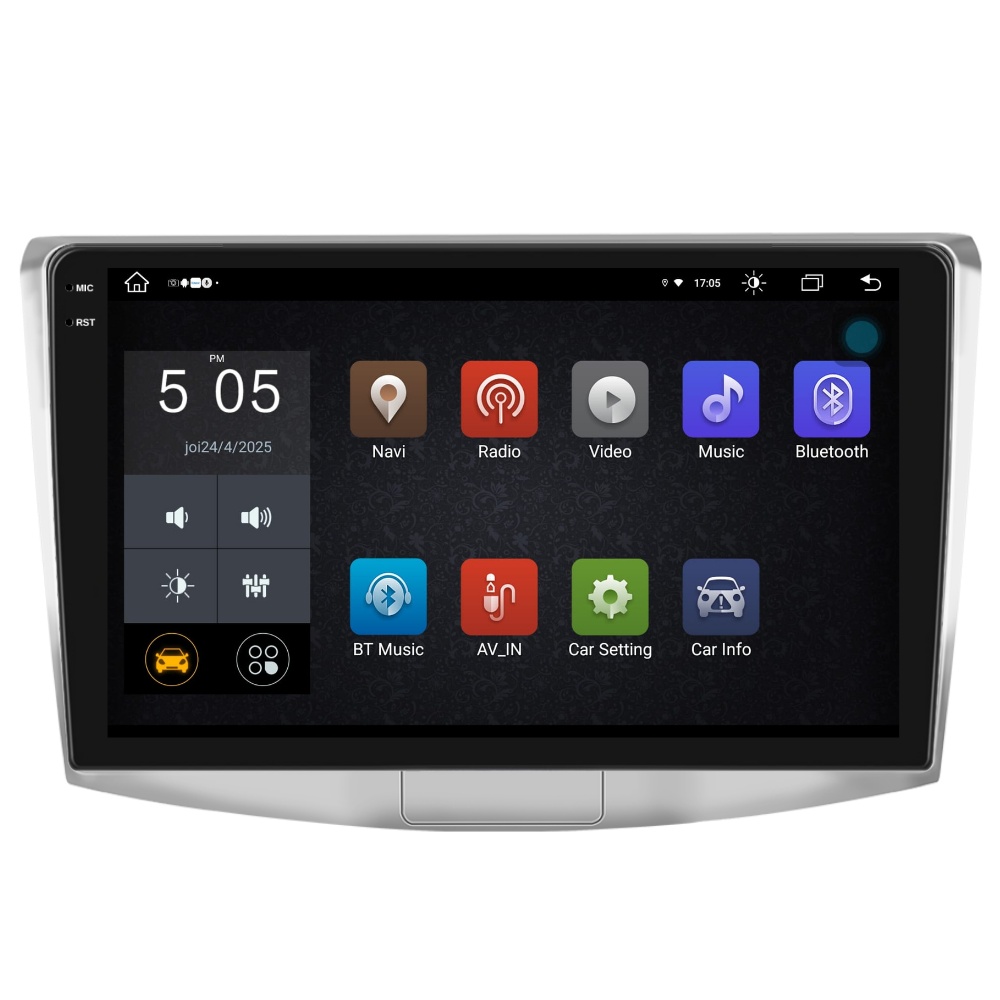 MIC
RST
17:05
PM
5 05
joi24/4/2025
Navi
Radio
Video
Music
Bluetooth
BT Music
AV_IN
Car Setting
Car Info